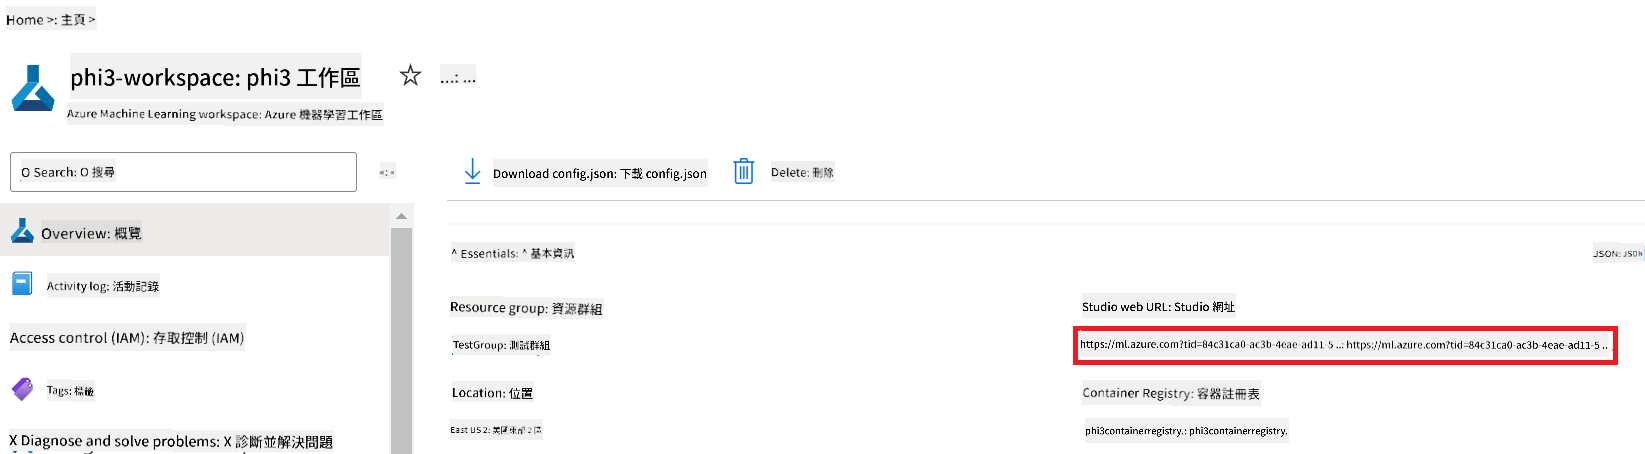 Home >: 主頁 >
phi3-workspace: phi3 工作區
...: ...
Azure Machine Learning workspace: Azure 機器學習工作區
O Search: O 搜尋
«: «
Download config.json: 下載 config.json
Delete: 刪除
Overview: 概覽
^ Essentials: ^ 基本資訊
JSON: JSON
Activity log: 活動記錄
Resource group: 資源群組
Studio web URL: Studio 網址
Access control (IAM): 存取控制 (IAM)
TestGroup: 測試群組
https://ml.azure.com?tid=84c31ca0-ac3b-4eae-ad11-5 ..: https://ml.azure.com?tid=84c31ca0-ac3b-4eae-ad11-5 ..
Tags: 標籤
Location: 位置
Container Registry: 容器註冊表
East US 2: 美國東部 2 區
phi3containerregistry.: phi3containerregistry.
X Diagnose and solve problems: X 診斷並解決問題